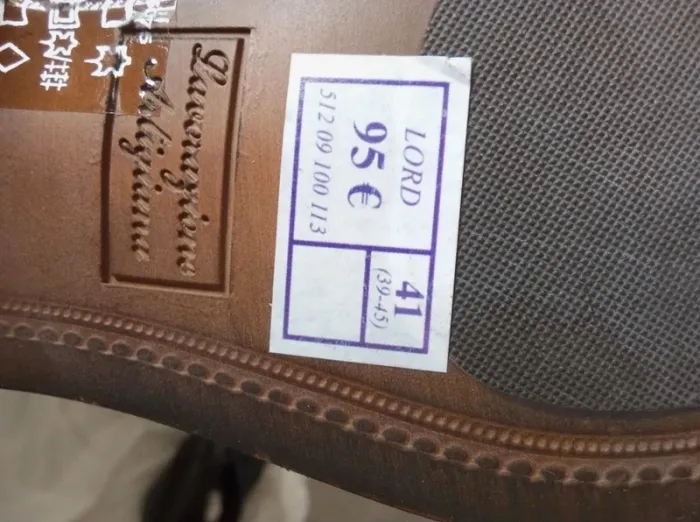 Lavorazione
Artigiana
LORD
95 €
512 09 100 113
41
(39-45)